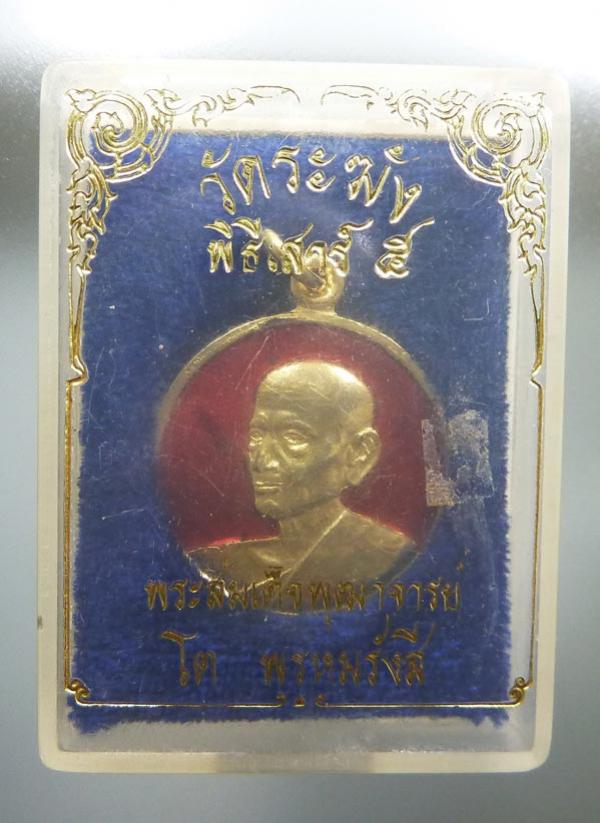 วัดระฆัง
พิธีเสาร์ ๕
พระสมเด็จพุฒาจารย์
โต พรหมรังสี